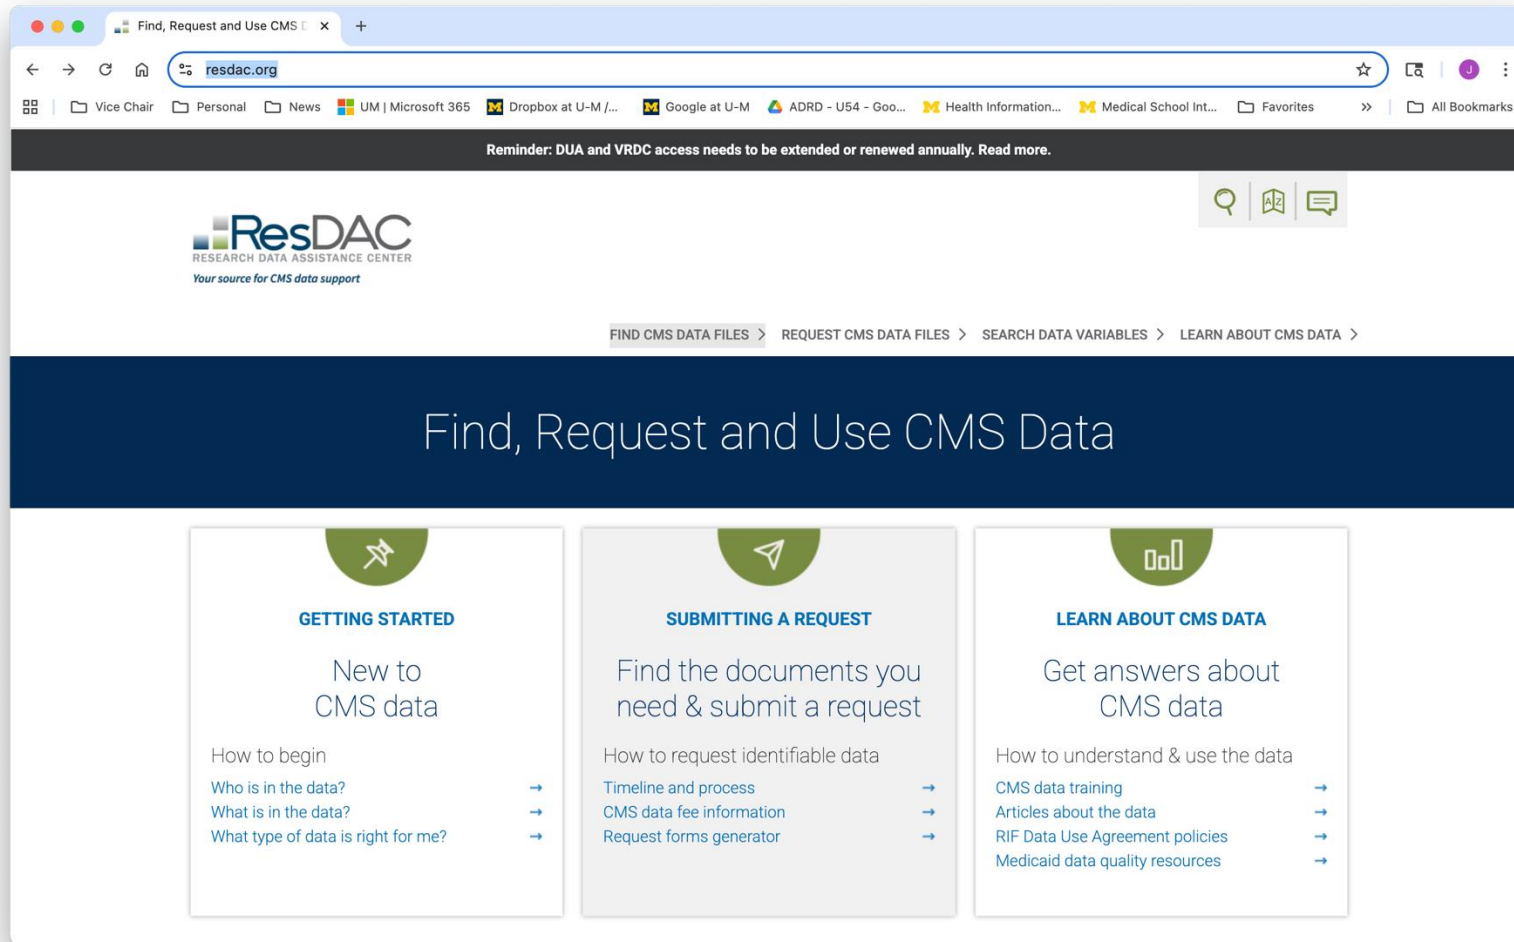 Find, Request and Use CMS D
resdac.org
Vice Chair
Personal
News
UM | Microsoft 365
Dropbox at U-M /...
Google at U-M
ADRD - U54 - Goo...
Health Information...
Medical School Int...
Favorites
All Bookmarks
J
Reminder: DUA and VRDC access needs to be extended or renewed annually. Read more.
A Z
ResDAC
RESEARCH DATA ASSISTANCE CENTER
Your source for CMS data support
FIND CMS DATA FILES
REQUEST CMS DATA FILES
SEARCH DATA VARIABLES
LEARN ABOUT CMS DATA
Find, Request and Use CMS Data
GETTING STARTED
New to
CMS data
How to begin
Who is in the data?
What is in the data?
What type of data is right for me?
SUBMITTING A REQUEST
Find the documents you
need & submit a request
How to request identifiable data
Timeline and process
CMS data fee information
Request forms generator
LEARN ABOUT CMS DATA
Get answers about
CMS data
How to understand & use the data
CMS data training
Articles about the data
RIF Data Use Agreement policies
Medicaid data quality resources